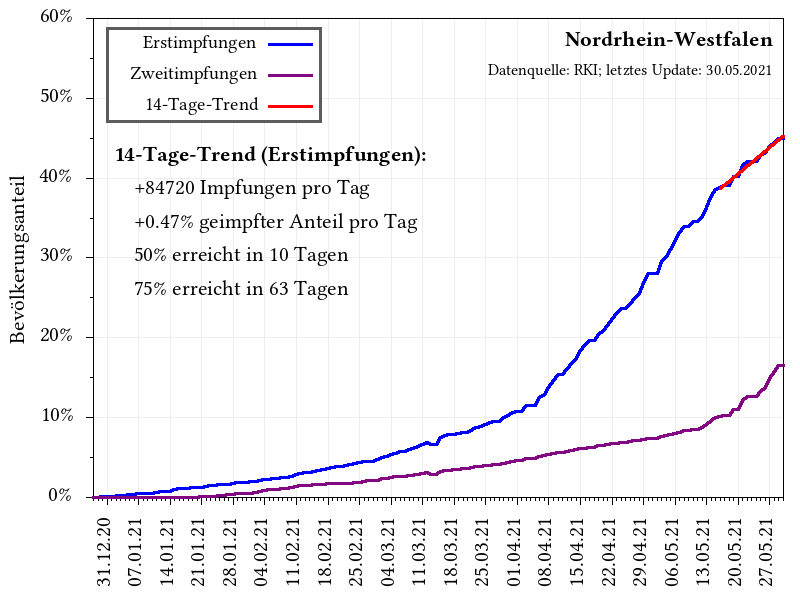 60%
50%
40%
30%
20%
10%
0%
Bevölkerungsanteil
Erstimpfungen
Zweitimpfungen
14-Tage-Trend
Nordrhein-Westfalen
Datenquelle: RKI; letztes Update: 30.05.2021
14-Tage-Trend (Erstimpfungen):
+84720 Impfungen pro Tag
+0.47% geimpfter Anteil pro Tag
50% erreicht in 10 Tagen
75% erreicht in 63 Tagen
31.12.20
07.01.21
14.01.21
21.01.21
28.01.21
04.02.21
11.02.21
18.02.21
25.02.21
04.03.21
11.03.21
18.03.21
25.03.21
01.04.21
08.04.21
15.04.21
22.04.21
29.04.21
06.05.21
13.05.21
20.05.21
27.05.21